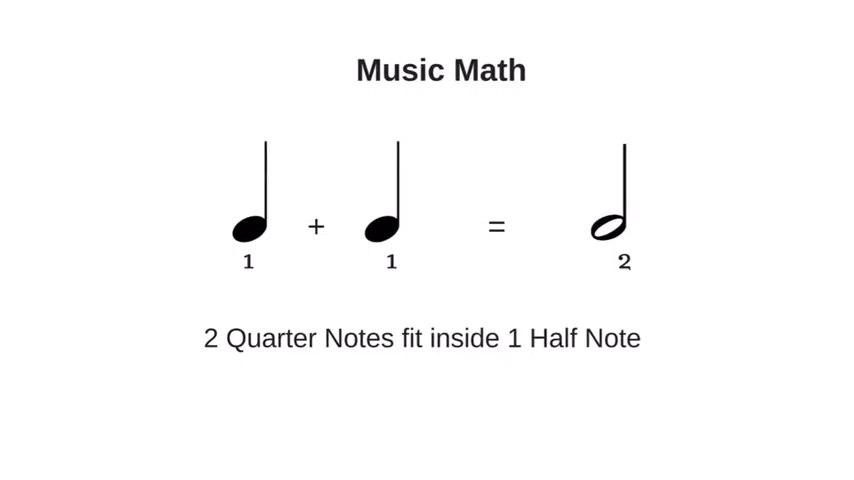 Music Math
+ =
1 1 2
2 Quarter Notes fit inside 1 Half Note